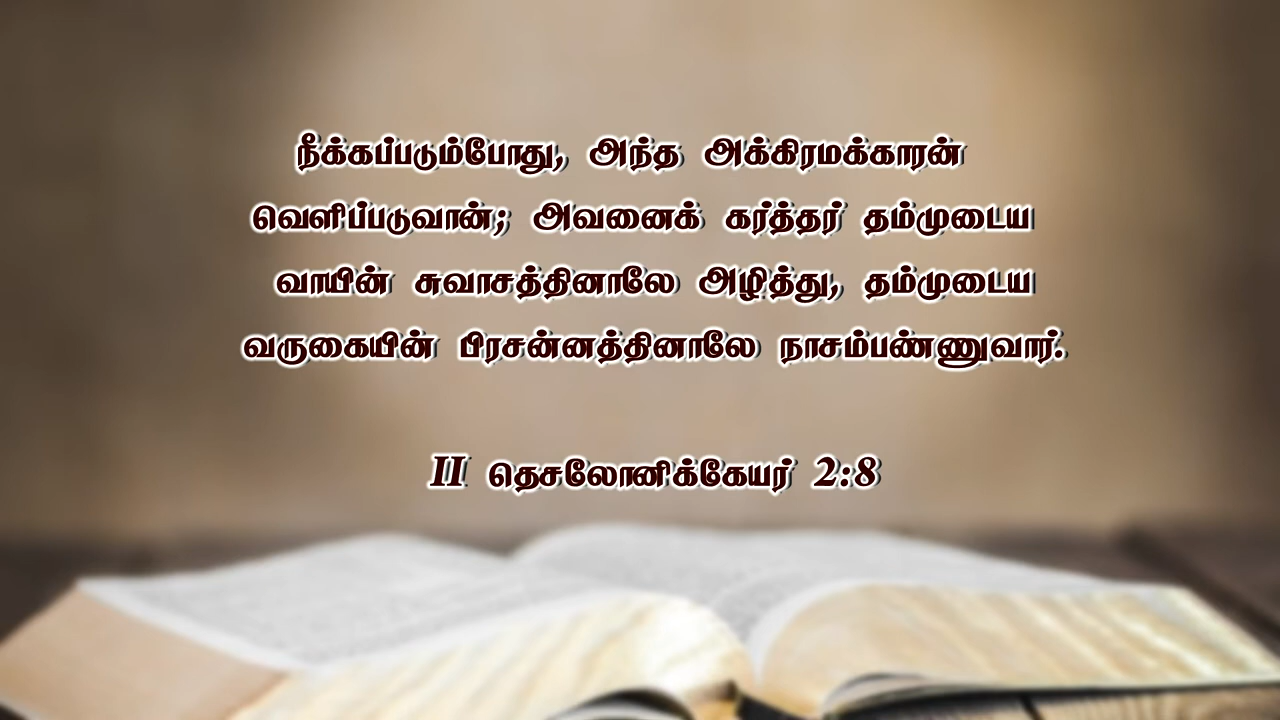 நீக்கப்படும்போது, அந்த அக்கிரமக்காரன்
வெளிப்படுவான்; அவனைக் கர்த்தர் தம்முடைய
வாயின் சுவாசத்தினாலே அழித்து, தம்முடைய
வருகையின் பிரசன்னத்தினாலே நாசம்பண்ணுவார்.
II தெசலோனிக்கேயர் 2:8